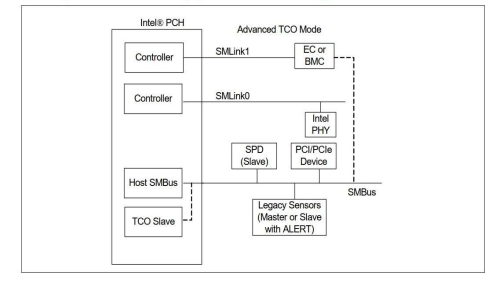 Intel® PCH
Advanced TCO Mode
Controller
SMLink1
EC or
BMC
Controller
SMLink0
Intel
PHY
SPD
(Slave)
PCI/PCIe
Device
Host SMBus
SMBus
TCO Slave
Legacy Sensors
(Master or Slave
with ALERT)